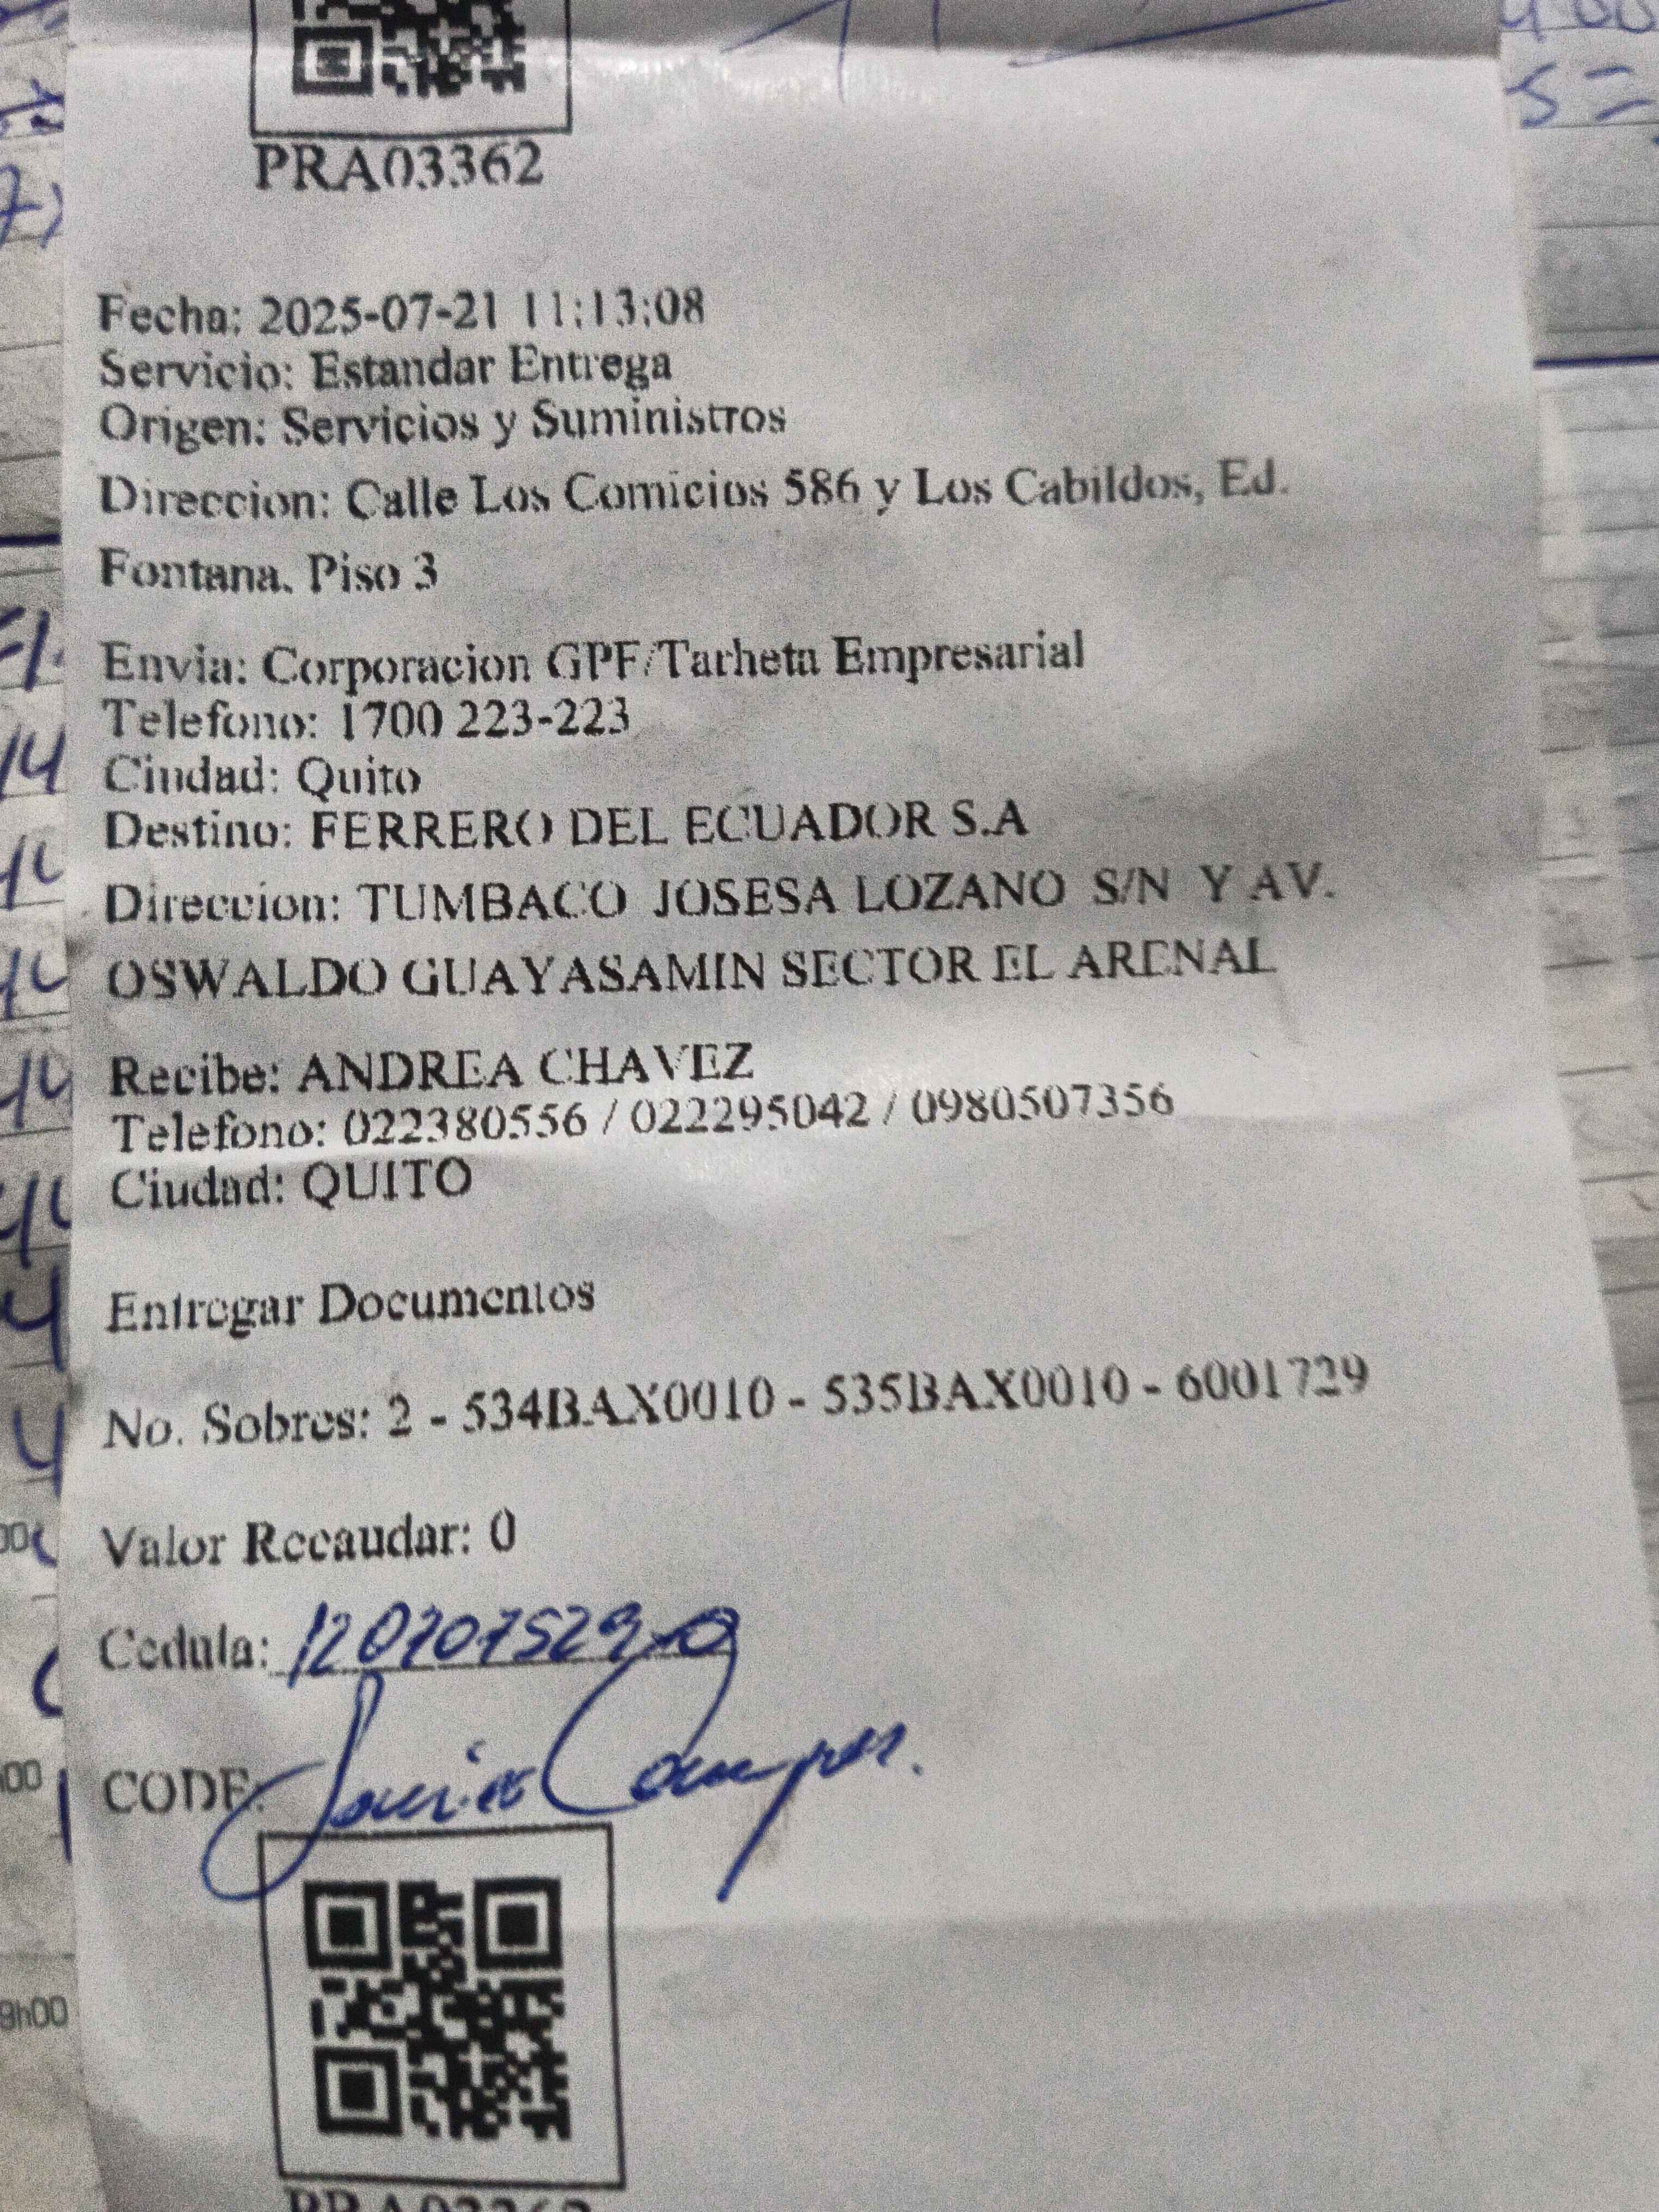 PRA03362
Fecha: 2025-07-21 11:13:08
Servicio: Estandar Entrega
Origen: Servicios y Suministros
Direccion: Calle Los Comicios 586 y Los Cabildos, Ed.
Fontana. Piso 3
Envia: Corporacion GPF/Tarheta Empresarial
Telefono: 1700 223-223
Ciudad: Quito
Destino: FERRERO DEL ECUADOR S.A
Direccion: TUMBACO JOSESA LOZANO S/N Y AV.
OSWALDO GUAYASAMIN SECTOR EL ARENAL
Recibe: ANDREA CHAVEZ
Telefono: 022380556 / 022295042 / 0980507356
Ciudad: QUITO
Entregar Documentos
No. Sobres: 2 - 534BAX0010 - 535BAX0010 - 6001729
Valor Recaudar: 0
Cedula:
CODE:
PRA03362